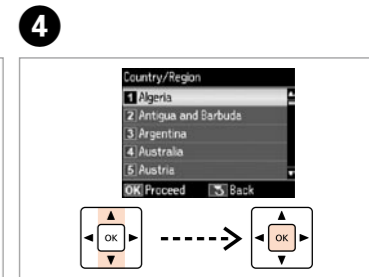 4
Country/Region
1 Algeria
2 Antigua and Barbuda
3 Argentina
4 Australia
5 Austria
OK Proceed Back
OK OK